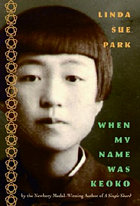 LINDA
SUE
PARK
WHEN
MY
NAME
WAS
KEOKO
by the Newbery Medal-Winning Author of A Single Shard